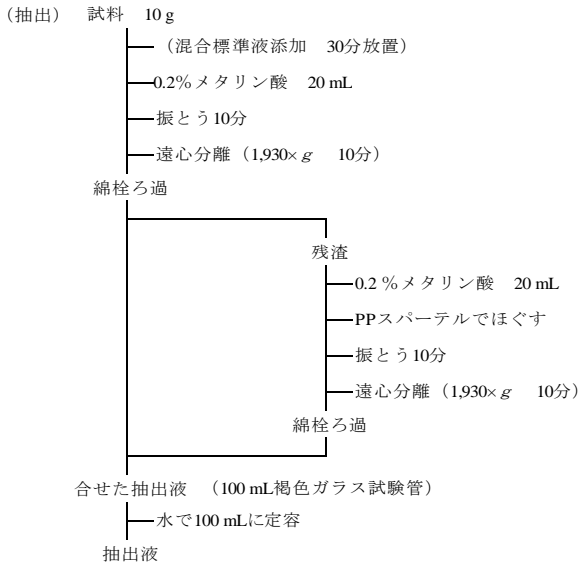 （抽出） 試料 10 g
（混合標準液添加 30分放置）
0.2%メタリン酸 20 mL
振とう10分
遠心分離（1,930×g 10分）
綿栓ろ過
残渣
0.2 %メタリン酸 20 mL
PPスパーテルでほぐす
振とう10分
遠心分離（1,930×g 10分）
綿栓ろ過
合せた抽出液 （100 mL褐色ガラス試験管）
水で100 mLに定容
抽出液